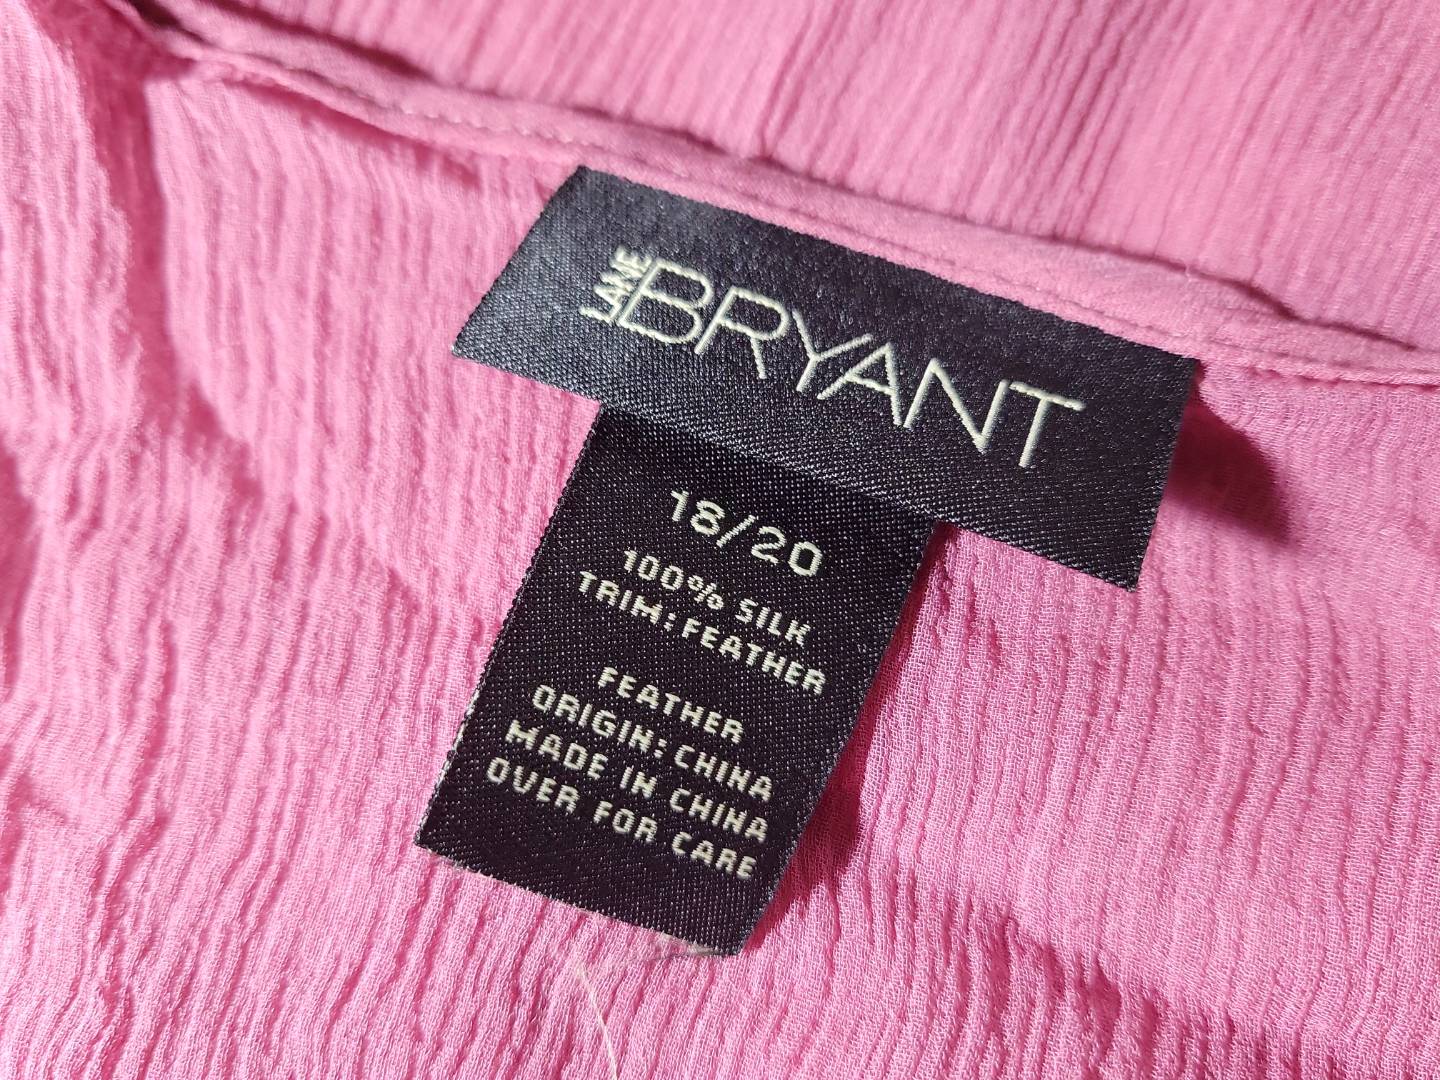 LANE BRYANT
18/20
100% SILK
TRIM: FEATHER
FEATHER
ORIGIN: CHINA
MADE IN CHINA
OVER FOR CARE